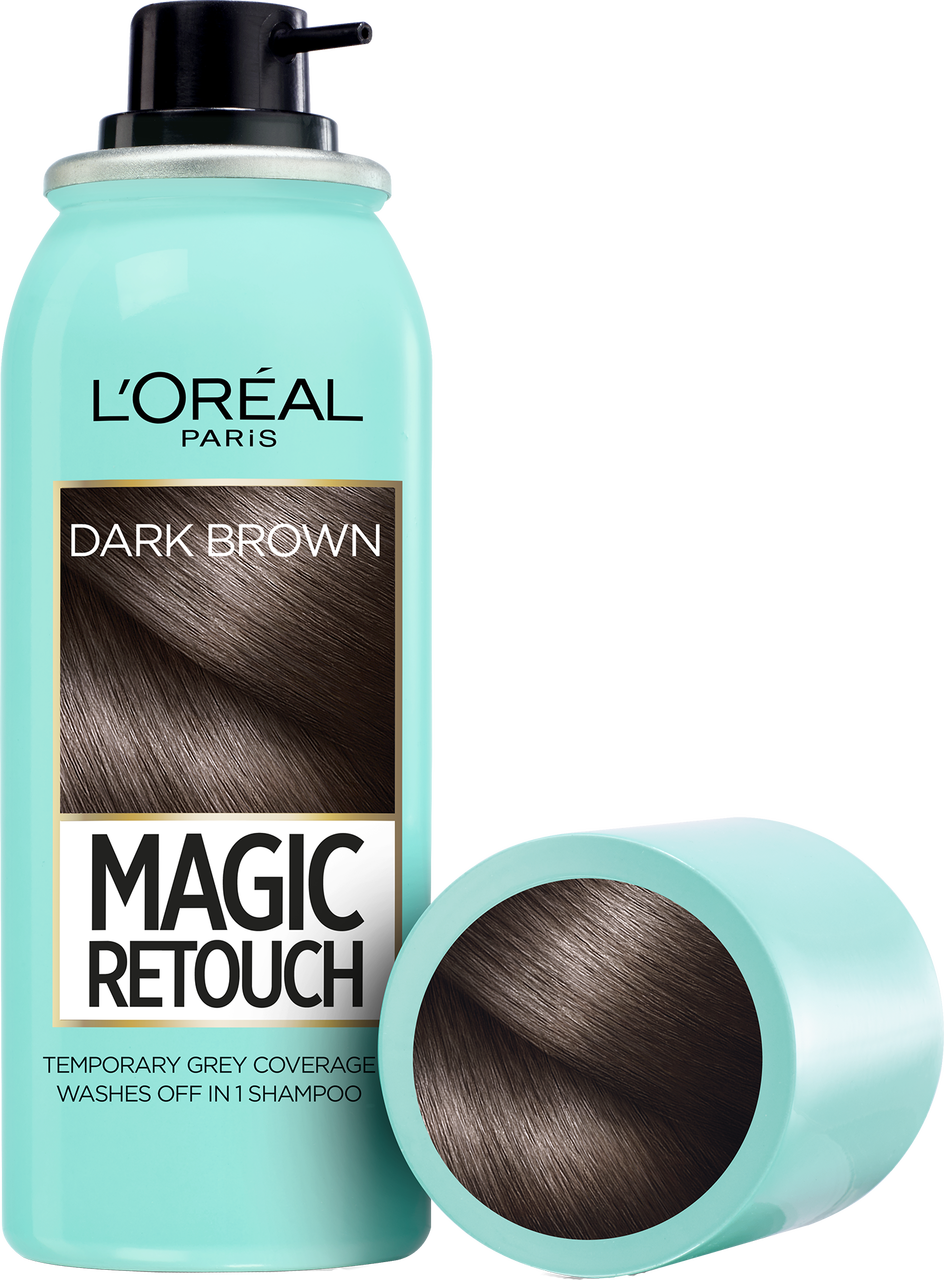 L'ORÉAL
PARiS
DARK BROWN
MAGIC
RETOUCH
TEMPORARY GREY COVERAGE
WASHES OFF IN 1 SHAMPOO